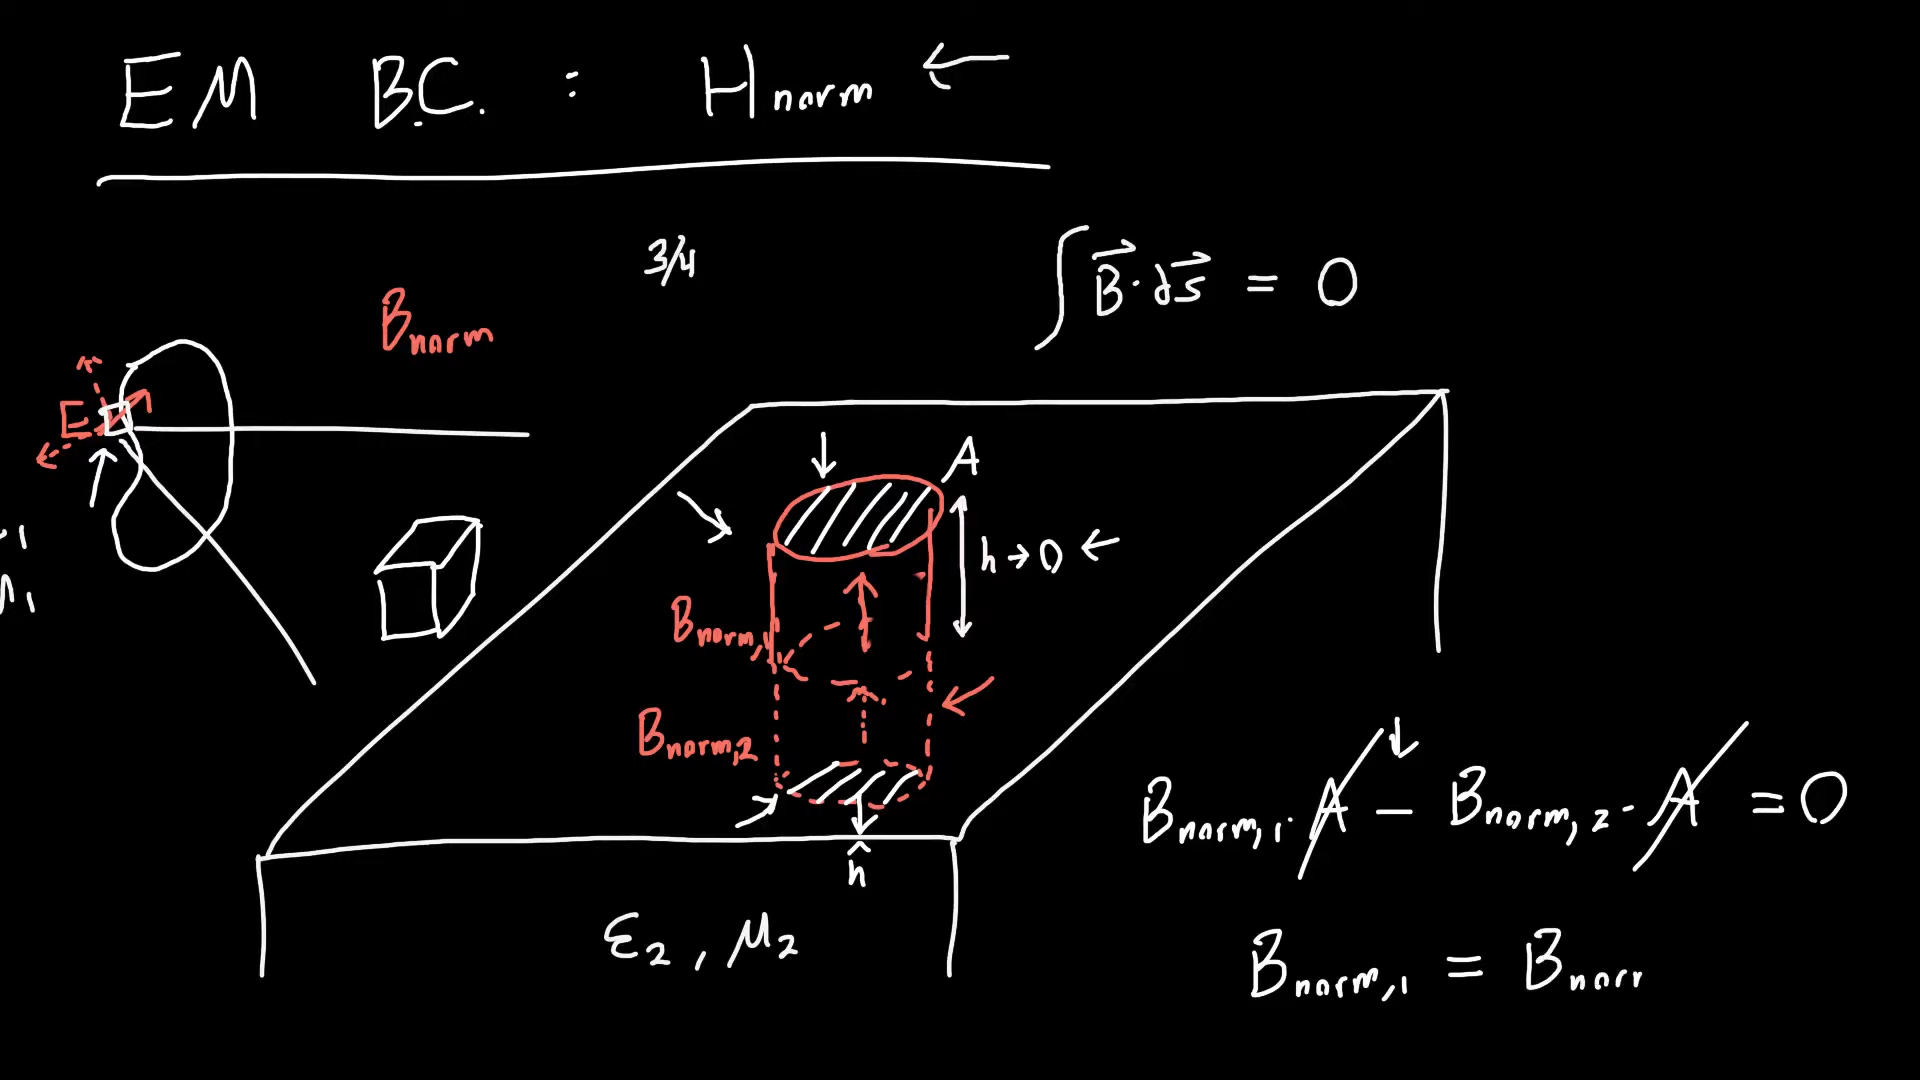 EM B.C. : Hnorm ←
3/4
∫ B⃗ · ds⃗ = 0
Bnorm
E
A
h → 0 ←
Bnorm,1
Bnorm,2
n̂
Bnorm,1 · A − Bnorm,2 · A = 0
ε2 , μ2
Bnorm,1 = Bnorr